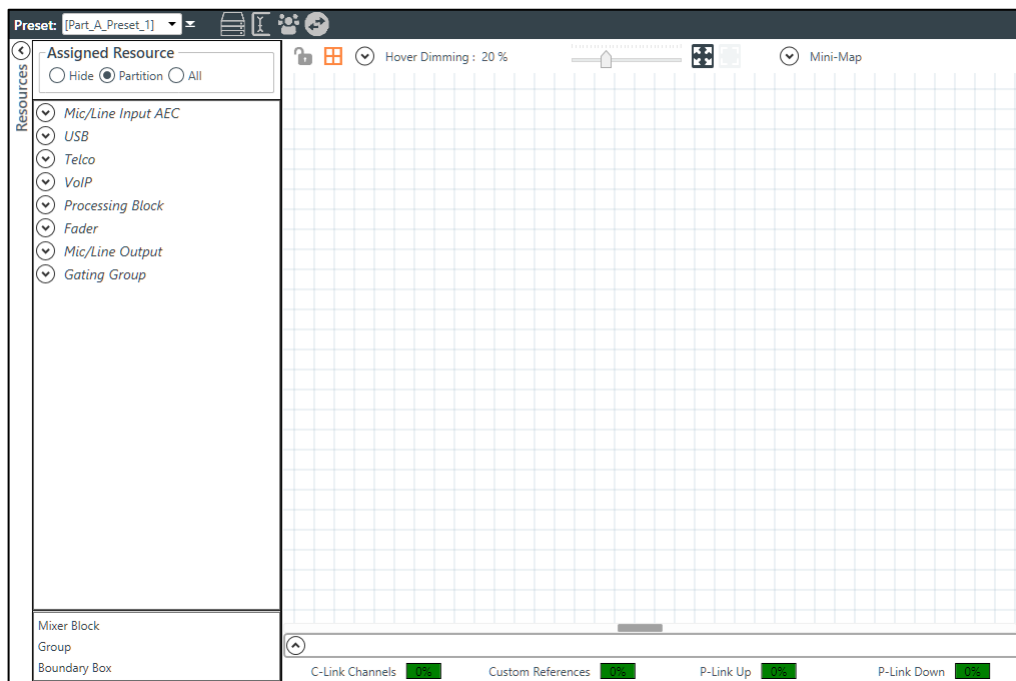 Preset: [Part_A_Preset_1]
Resources
Assigned Resource
Hide Partition All
Hover Dimming : 20 %
Mini-Map
Mic/Line Input AEC
USB
Telco
VoIP
Processing Block
Fader
Mic/Line Output
Gating Group
Mixer Block
Group
Boundary Box
C-Link Channels 0% Custom References 0% P-Link Up 0% P-Link Down 0%